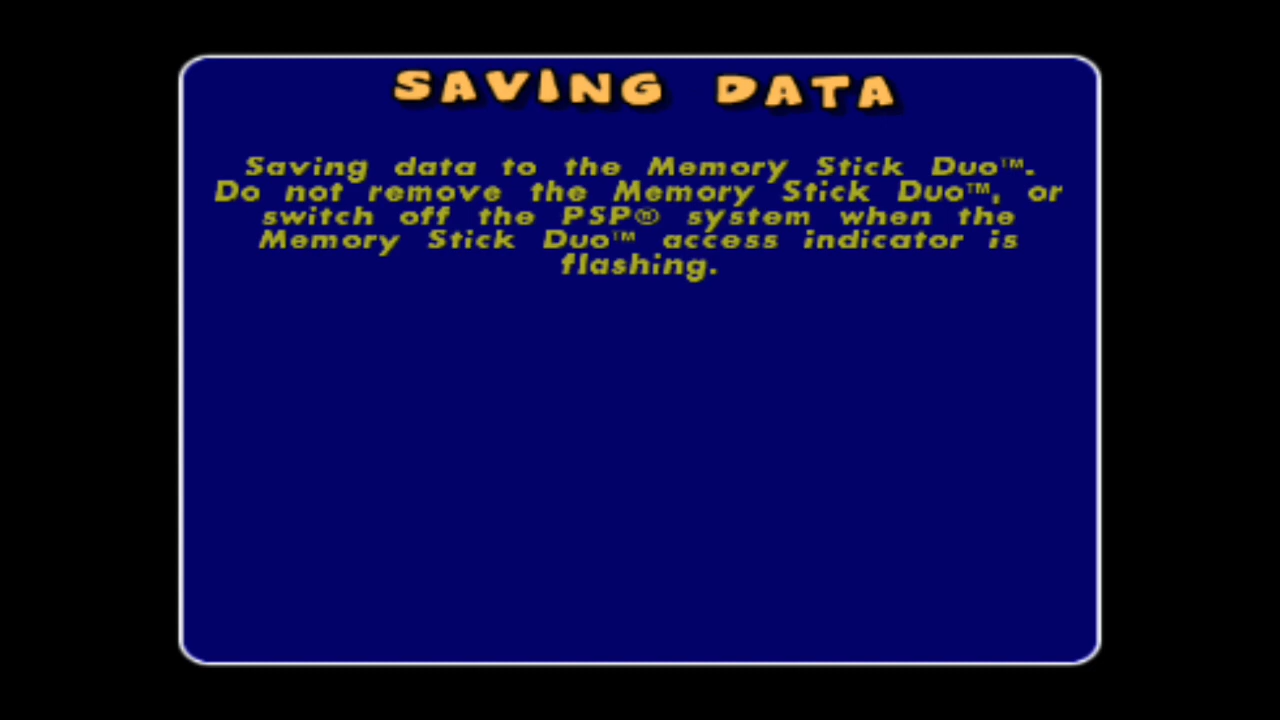 SAVING DATA
Saving data to the Memory Stick Duo™.
Do not remove the Memory Stick Duo™, or
switch off the PSP® system when the
Memory Stick Duo™ access indicator is
flashing.